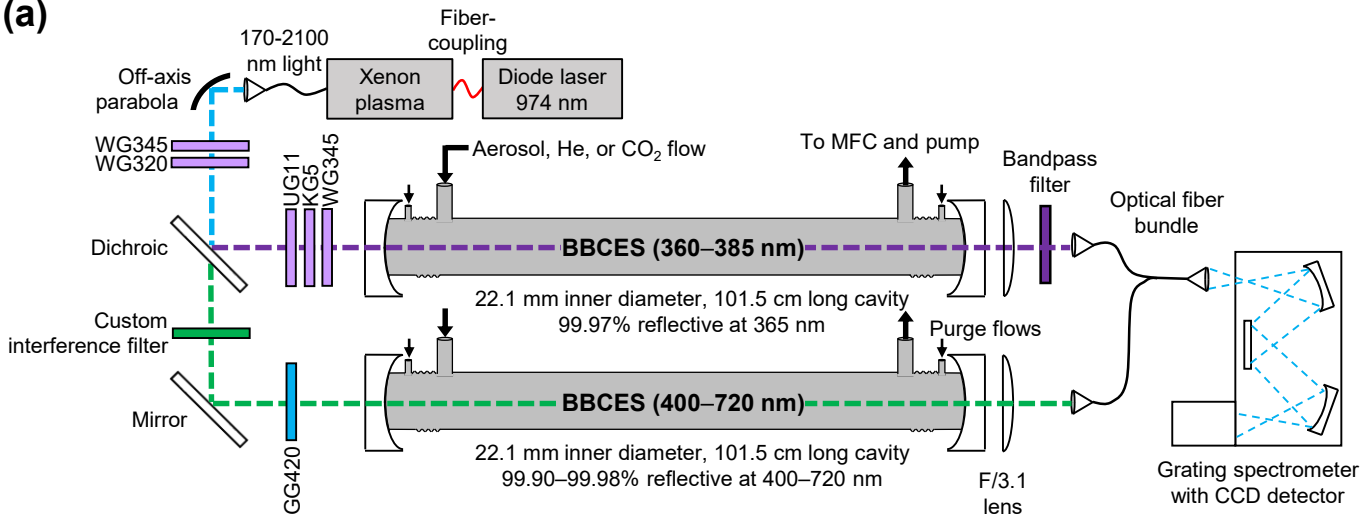 (a)
170-2100
nm light
Fiber-
coupling
Off-axis
parabola
Xenon
plasma
Diode laser
974 nm
WG345
WG320
UG11
KG5
WG345
Aerosol, He, or CO₂ flow
To MFC and pump
Bandpass
filter
Optical fiber
bundle
Dichroic
BBCES (360–385 nm)
22.1 mm inner diameter, 101.5 cm long cavity
99.97% reflective at 365 nm
Custom
interference filter
Purge flows
Mirror
GG420
BBCES (400–720 nm)
22.1 mm inner diameter, 101.5 cm long cavity
99.90–99.98% reflective at 400–720 nm
F/3.1
lens
Grating spectrometer
with CCD detector